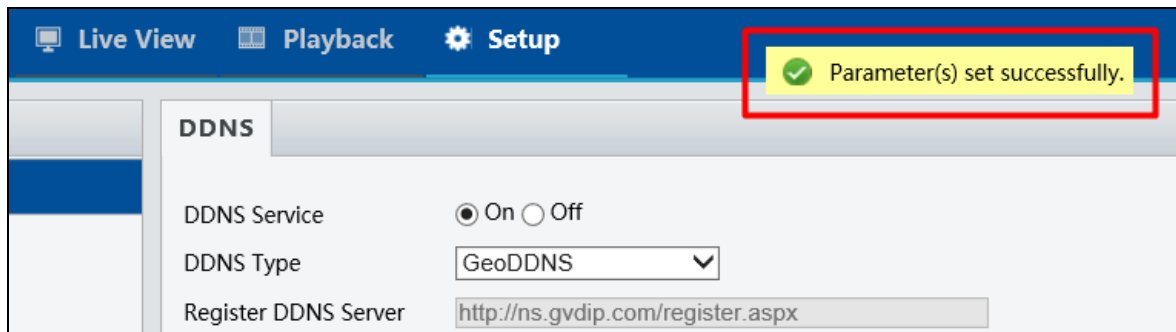 Live View Playback Setup
Parameter(s) set successfully.
DDNS
DDNS Service On Off
DDNS Type GeoDDNS
Register DDNS Server http://ns.gvdip.com/register.aspx